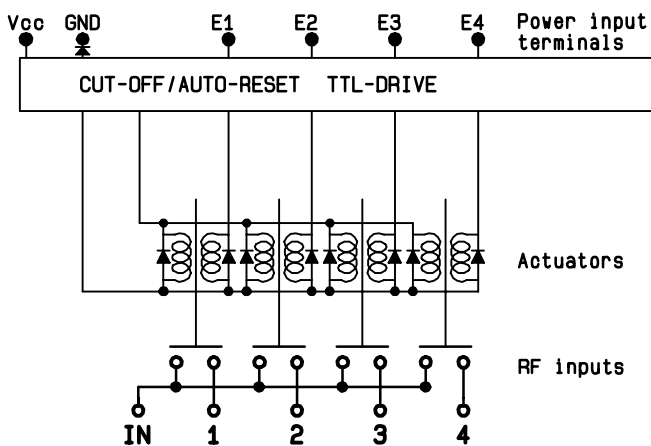 Vcc GND E1 E2 E3 E4 Power input
terminals
CUT-OFF/AUTO-RESET TTL-DRIVE
Actuators
RF inputs
IN 1 2 3 4